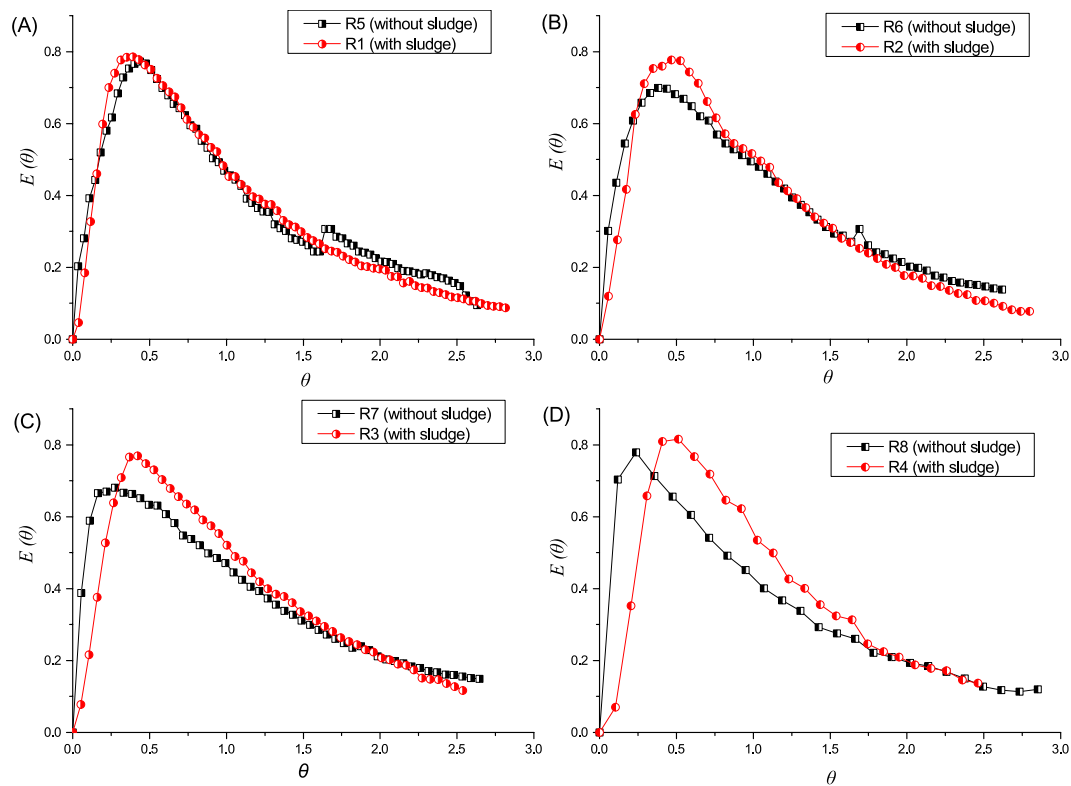 (A)
R5 (without sludge)
R1 (with sludge)
E (θ)
0.8
0.6
0.4
0.2
0.0
0.0 0.5 1.0 1.5 2.0 2.5 3.0
θ
(B)
R6 (without sludge)
R2 (with sludge)
E (θ)
0.8
0.6
0.4
0.2
0.0
0.0 0.5 1.0 1.5 2.0 2.5 3.0
θ
(C)
R7 (without sludge)
R3 (with sludge)
E (θ)
0.8
0.6
0.4
0.2
0.0
0.0 0.5 1.0 1.5 2.0 2.5 3.0
θ
(D)
R8 (without sludge)
R4 (with sludge)
E (θ)
0.8
0.6
0.4
0.2
0.0
0.0 0.5 1.0 1.5 2.0 2.5 3.0
θ